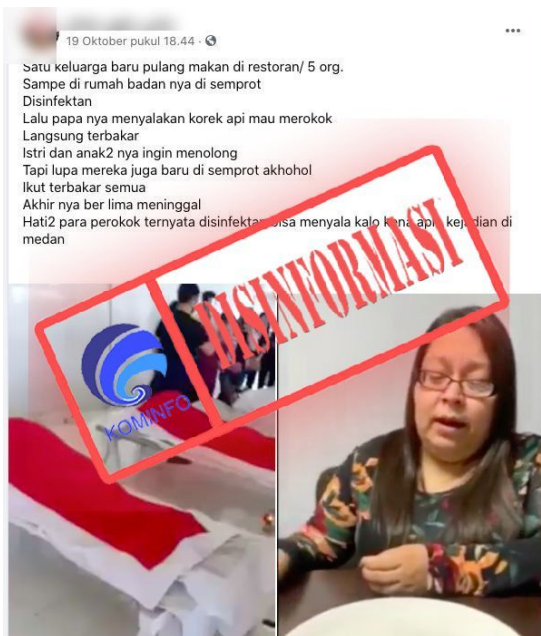 19 Oktober pukul 18.44 ·
Satu keluarga baru pulang makan di restoran/ 5 org.
Sampe di rumah badan nya di semprot
Disinfektan
Lalu papa nya menyalakan korek api mau merokok
Langsung terbakar
Istri dan anak2 nya ingin menolong
Tapi lupa mereka juga baru di semprot akhohol
Ikut terbakar semua
Akhir nya ber lima meninggal
Hati2 para perokok ternyata disinfektan bisa menyala kalo kena api, kejadian di
medan
DISINFORMASI
KOMINFO